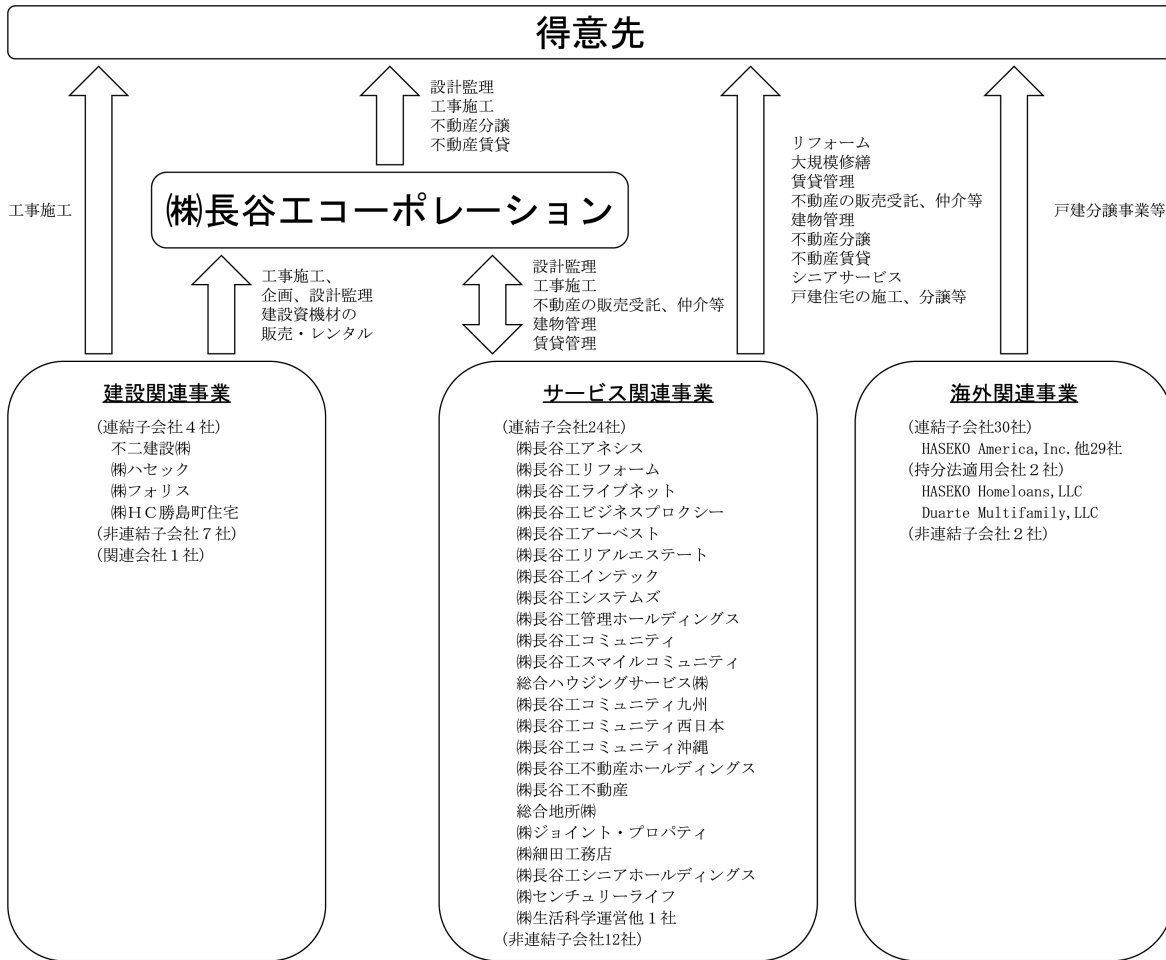 得意先
工事施工
設計監理
工事施工
不動産分譲
不動産賃貸
リフォーム
大規模修繕
賃貸管理
不動産の販売受託、仲介等
建物管理
不動産分譲
不動産賃貸
シニアサービス
戸建住宅の施工、分譲等
戸建分譲事業等
㈱長谷工コーポレーション
工事施工、
企画、設計監理
建設資機材の
販売・レンタル
設計監理
工事施工
不動産の販売受託、仲介等
建物管理
賃貸管理
建設関連事業
(連結子会社４社)
不二建設㈱
㈱ハセック
㈱フォリス
㈱ＨＣ勝島町住宅
(非連結子会社７社)
(関連会社１社)
サービス関連事業
(連結子会社24社)
㈱長谷工アネシス
㈱長谷工リフォーム
㈱長谷工ライブネット
㈱長谷工ビジネスプロクシー
㈱長谷工アーベスト
㈱長谷工リアルエステート
㈱長谷工インテック
㈱長谷工システムズ
㈱長谷工管理ホールディングス
㈱長谷工コミュニティ
㈱長谷工スマイルコミュニティ
総合ハウジングサービス㈱
㈱長谷工コミュニティ九州
㈱長谷工コミュニティ西日本
㈱長谷工コミュニティ沖縄
㈱長谷工不動産ホールディングス
㈱長谷工不動産
総合地所㈱
㈱ジョイント・プロパティ
㈱細田工務店
㈱長谷工シニアホールディングス
㈱センチュリーライフ
㈱生活科学運営他１社
(非連結子会社12社)
海外関連事業
(連結子会社30社)
HASEKO America,Inc.他29社
(持分法適用会社２社)
HASEKO Homeloans,LLC
Duarte Multifamily,LLC
(非連結子会社２社)